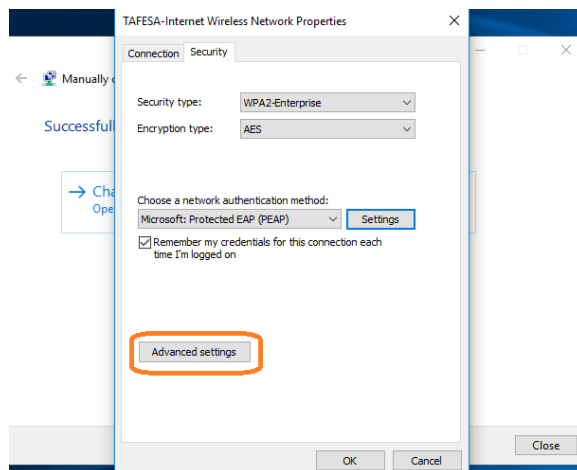 TAFESA-Internet Wireless Network Properties
Connection Security
Manually
Successful
Security type: WPA2-Enterprise
Encryption type: AES
Cha
Ope
Choose a network authentication method:
Microsoft: Protected EAP (PEAP) Settings
Remember my credentials for this connection each
time I'm logged on
Advanced settings
Close
OK Cancel